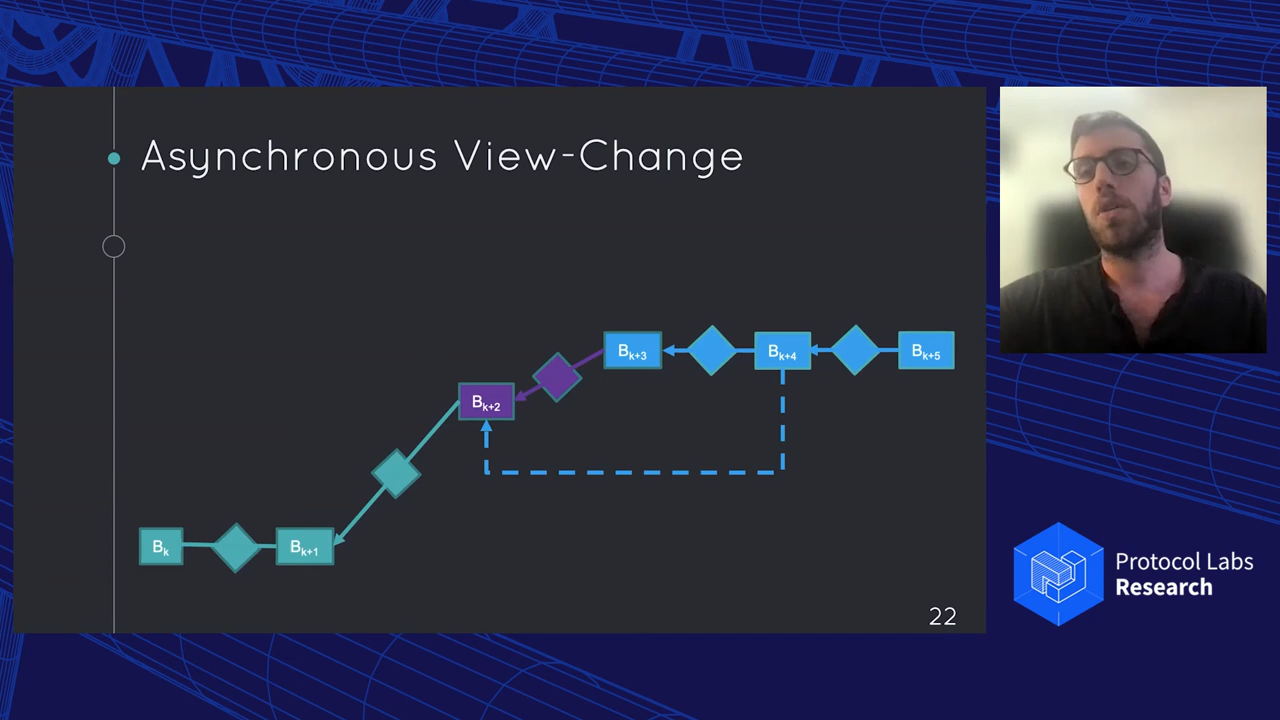 Asynchronous View-Change
Bk+3
Bk+4
Bk+5
Bk+2
Bk
Bk+1
Protocol Labs
Research
22